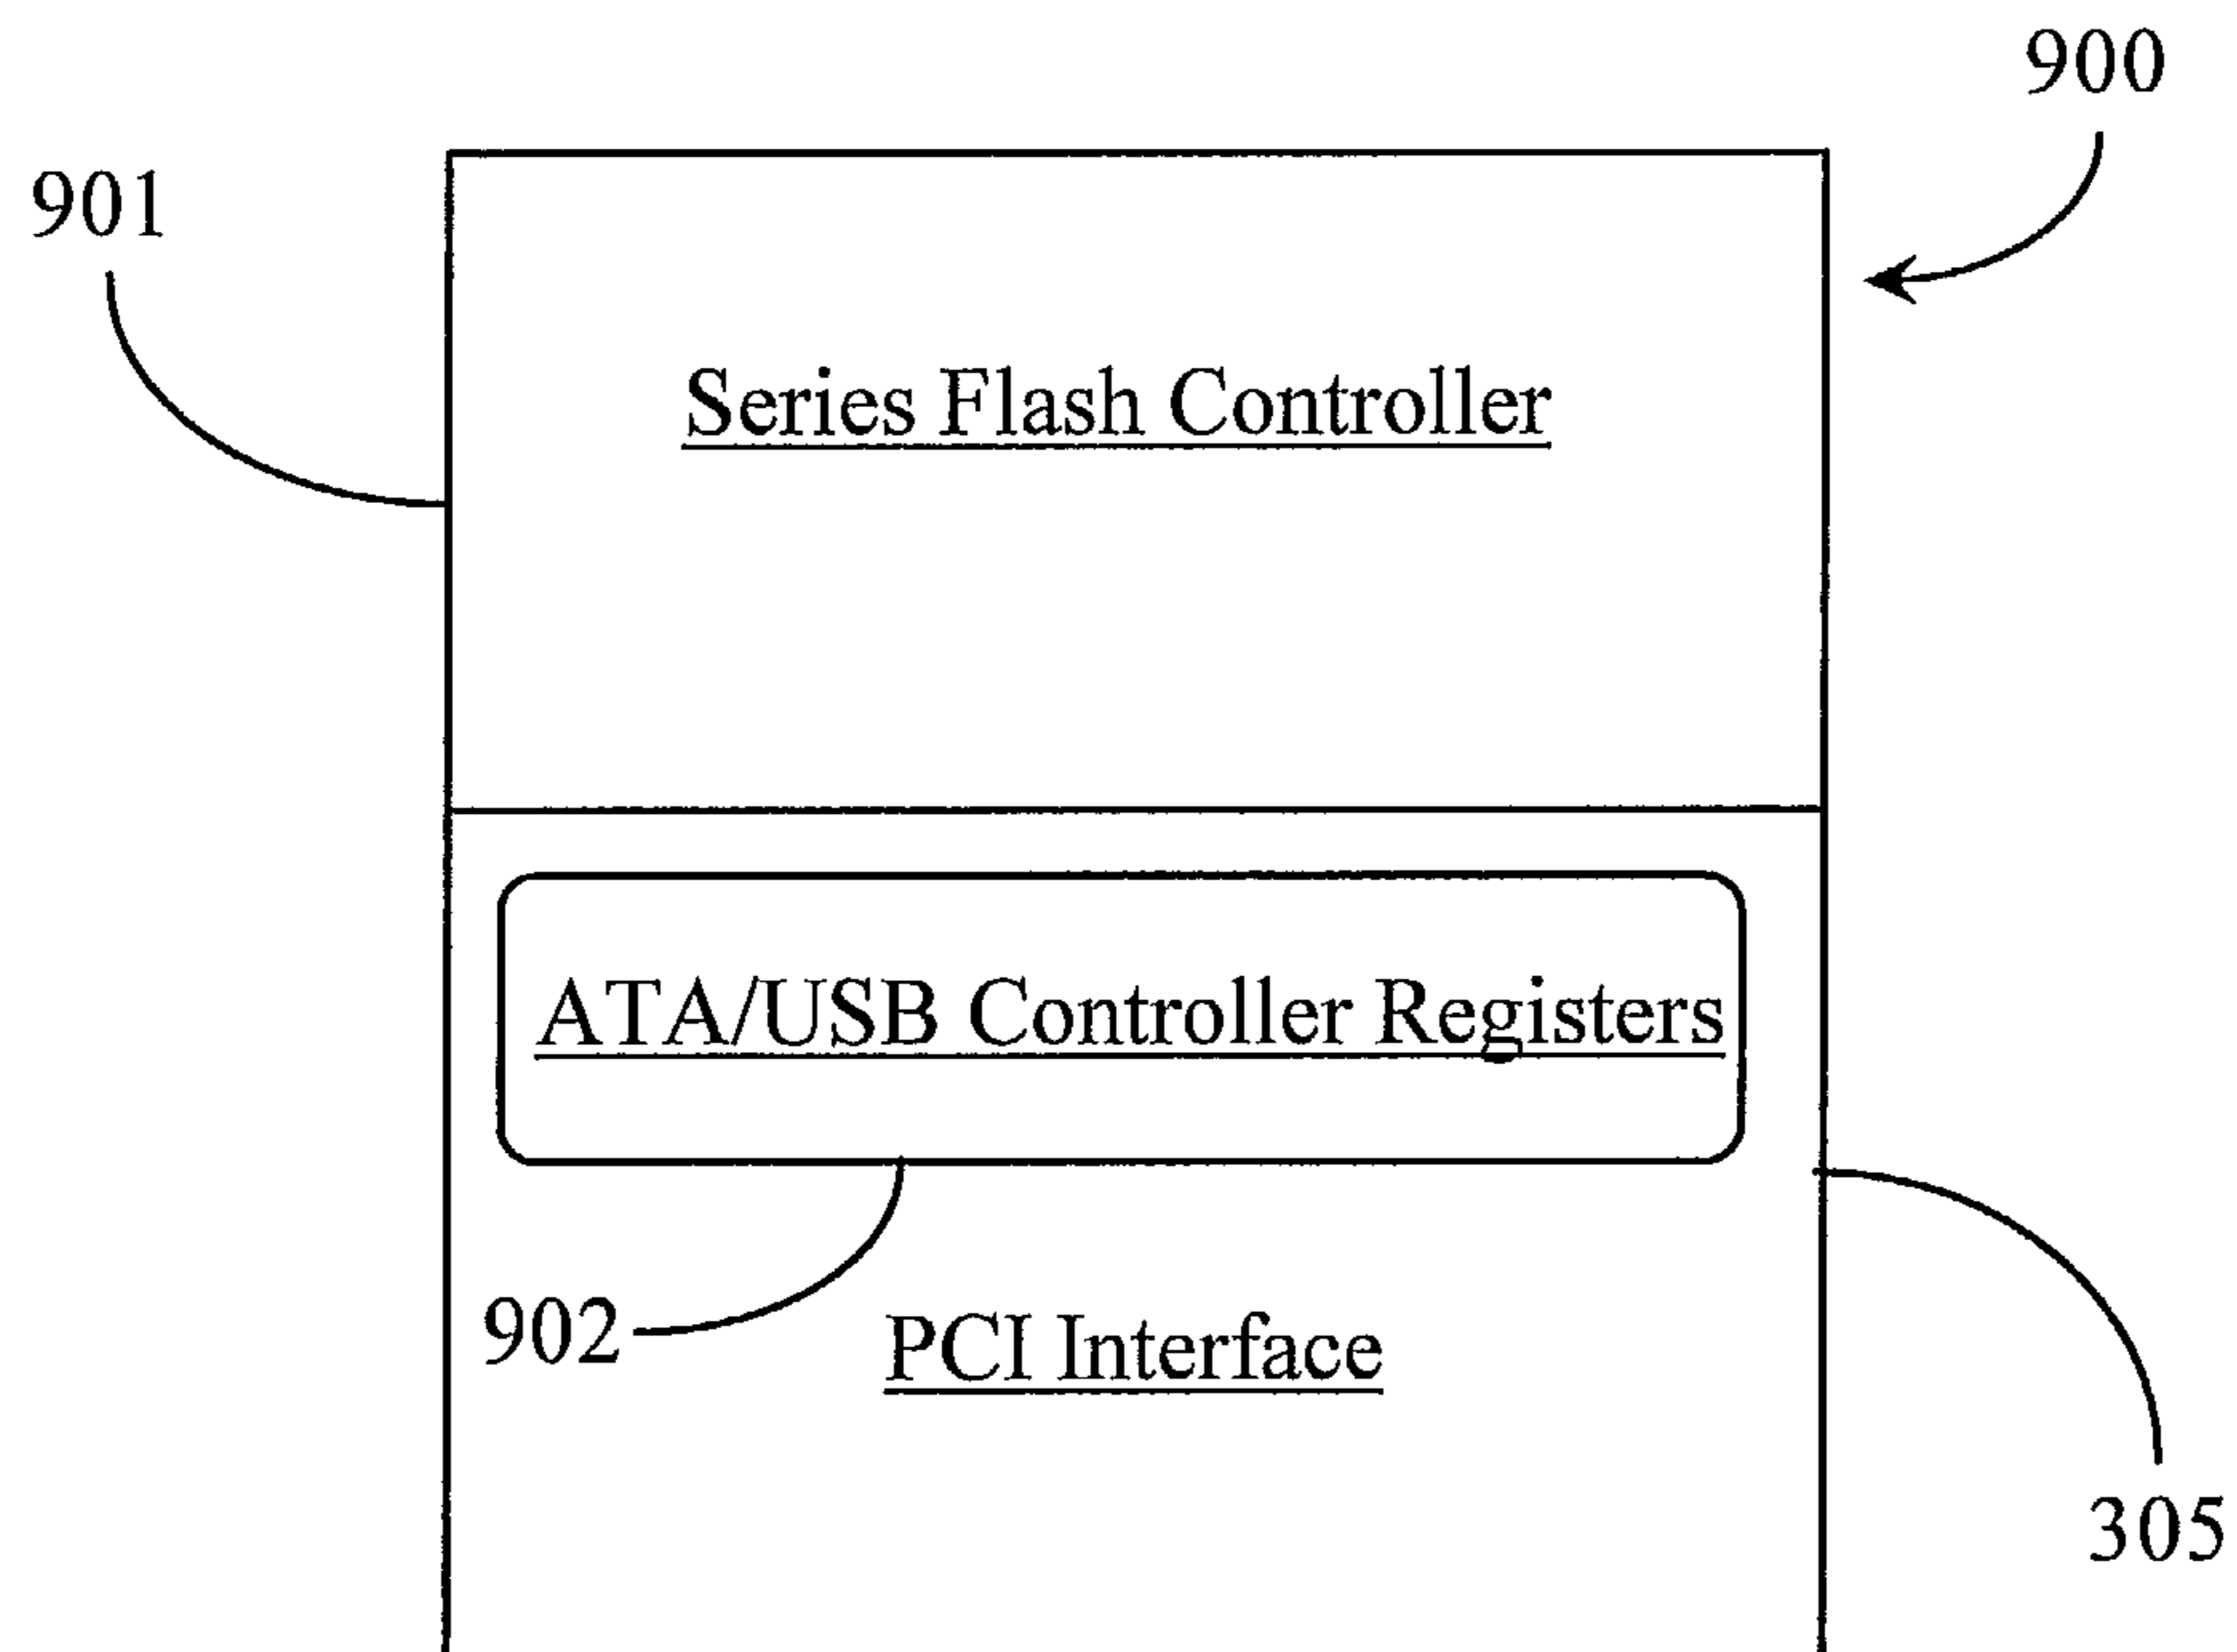 900
901
Series Flash Controller
ATA/USB Controller Registers
902
PCI Interface
305